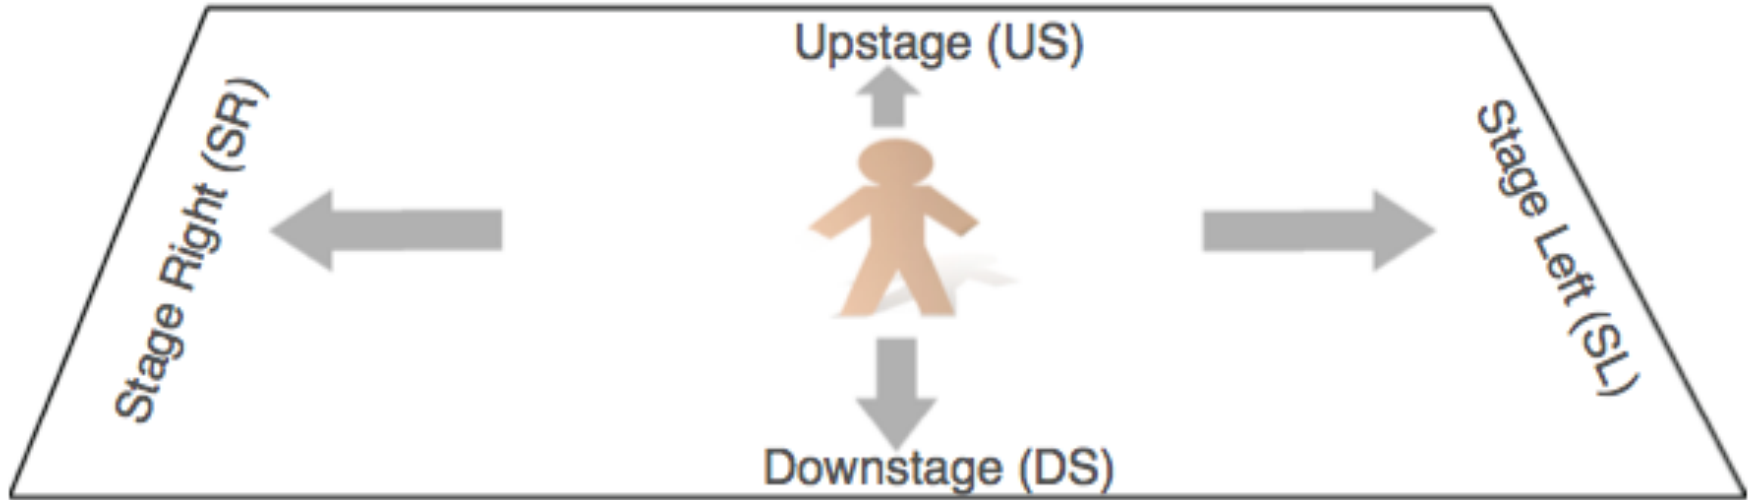 Upstage (US)
Stage Right (SR)
Stage Left (SL)
Downstage (DS)